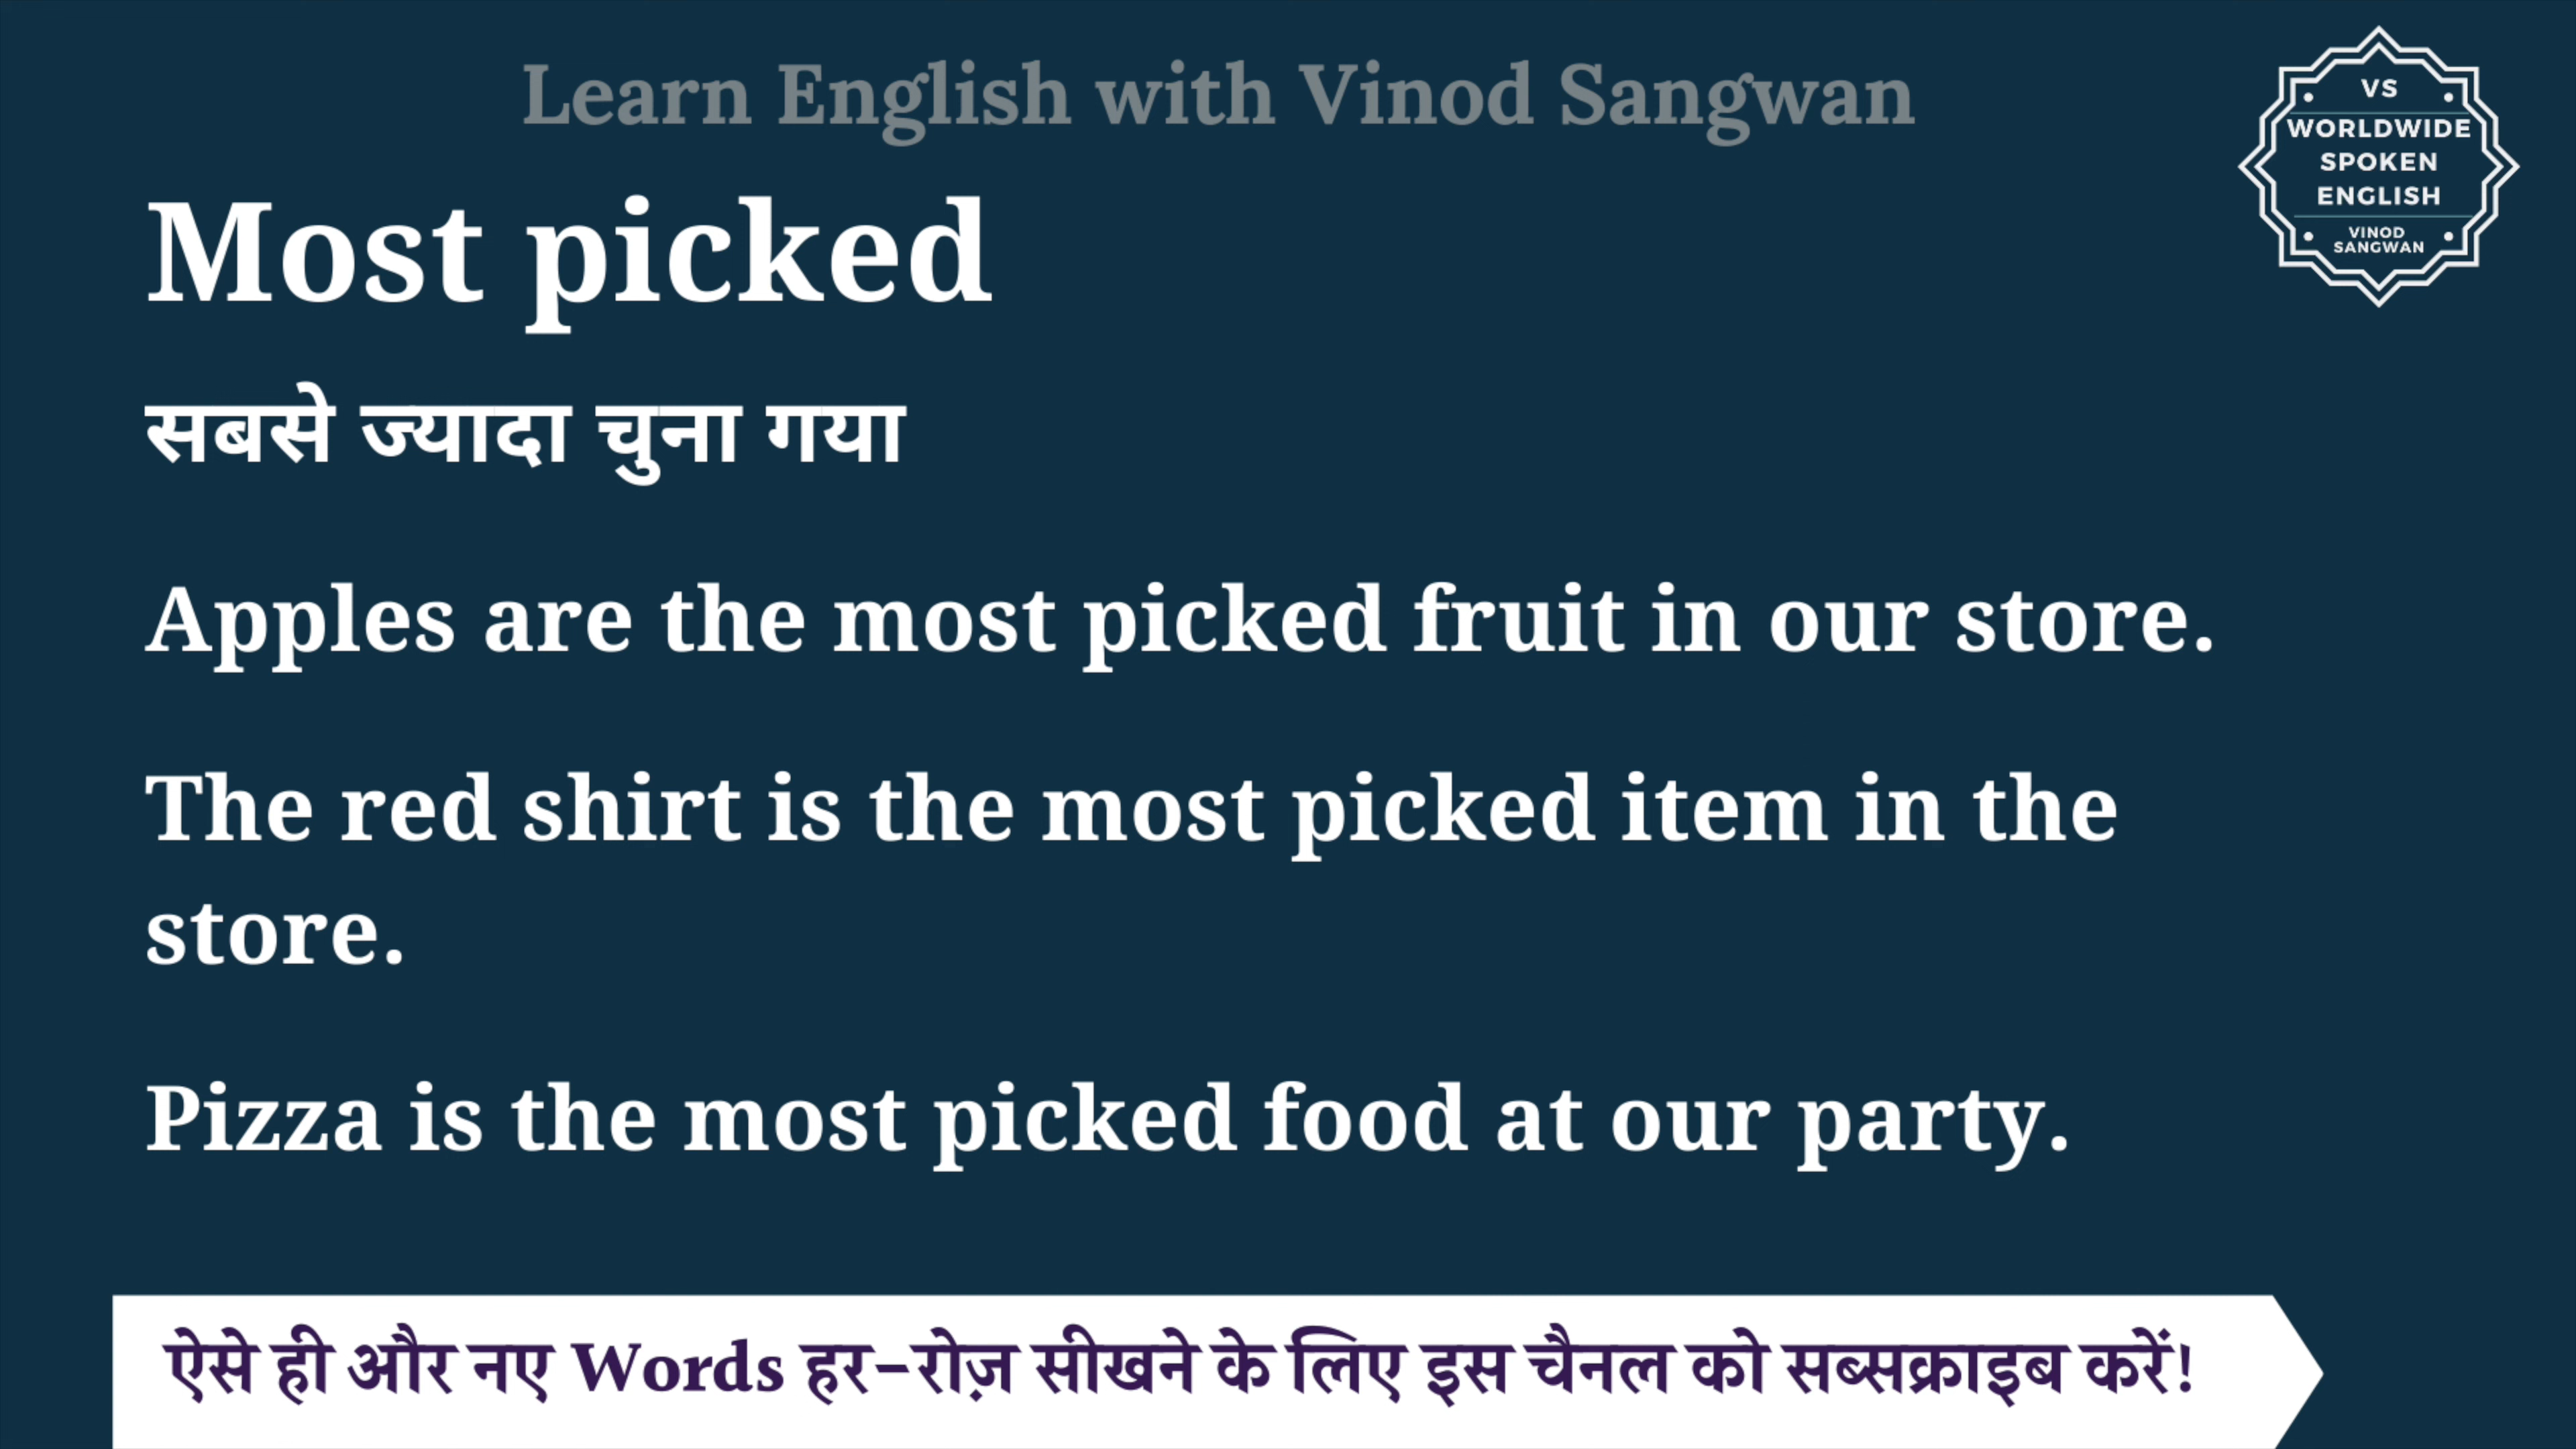 Learn English with Vinod Sangwan
VS
WORLDWIDE
SPOKEN
ENGLISH
VINOD
SANGWAN
Most picked
सबसे ज्यादा चुना गया
Apples are the most picked fruit in our store.
The red shirt is the most picked item in the
store.
Pizza is the most picked food at our party.
ऐसे ही और नए Words हर-रोज़ सीखने के लिए इस चैनल को सब्सक्राइब करें!